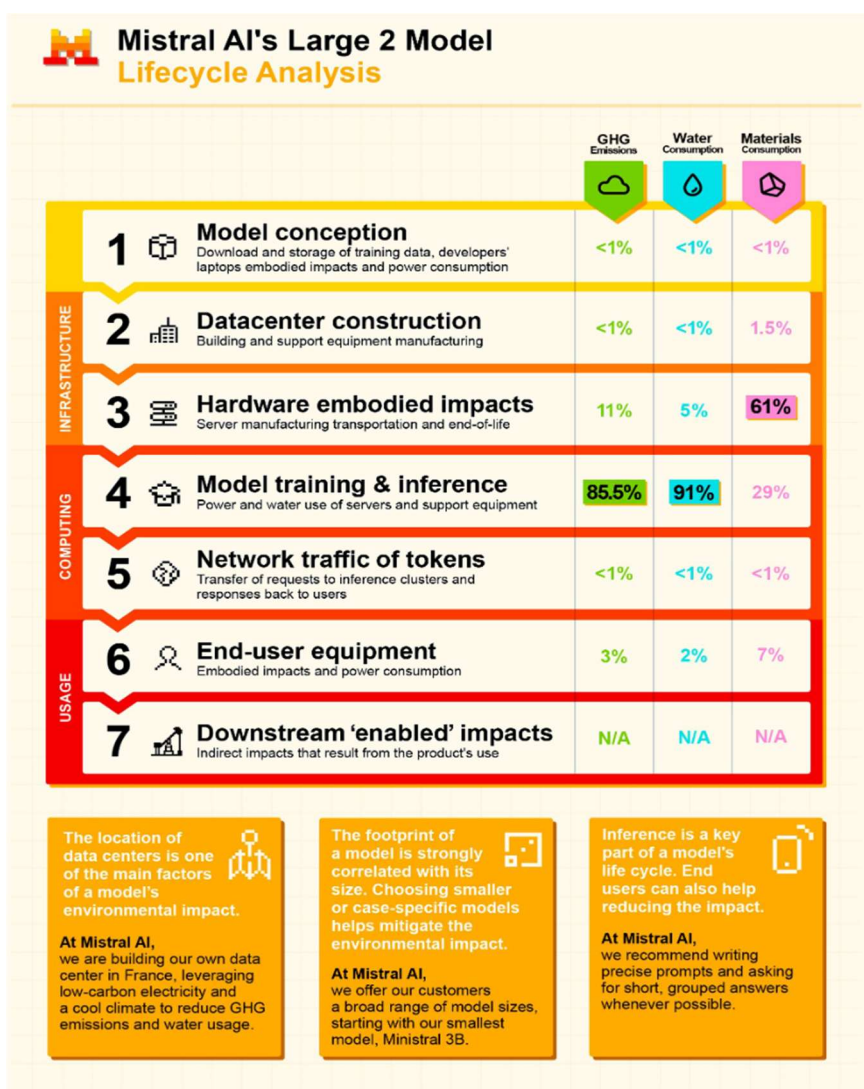 Mistral AI's Large 2 Model
Lifecycle Analysis
GHG
Emissions
Water
Consumption
Materials
Consumption
INFRASTRUCTURE
COMPUTING
USAGE
1
Model conception
Download and storage of training data, developers'
laptops embodied impacts and power consumption
<1%
<1%
<1%
2
Datacenter construction
Building and support equipment manufacturing
<1%
<1%
1.5%
3
Hardware embodied impacts
Server manufacturing transportation and end-of-life
11%
5%
61%
4
Model training & inference
Power and water use of servers and support equipment
85.5%
91%
29%
5
Network traffic of tokens
Transfer of requests to inference clusters and
responses back to users
<1%
<1%
<1%
6
End-user equipment
Embodied impacts and power consumption
3%
2%
7%
7
Downstream 'enabled' impacts
Indirect impacts that result from the product's use
N/A
N/A
N/A
The location of
data centers is one
of the main factors
of a model's
environmental impact.
At Mistral AI,
we are building our own data
center in France, leveraging
low-carbon electricity and
a cool climate to reduce GHG
emissions and water usage.
The footprint of
a model is strongly
correlated with its
size. Choosing smaller
or case-specific models
helps mitigate the
environmental impact.
At Mistral AI,
we offer our customers
a broad range of model sizes,
starting with our smallest
model, Ministral 3B.
Inference is a key
part of a model's
life cycle. End
users can also help
reducing the impact.
At Mistral AI,
we recommend writing
precise prompts and asking
for short, grouped answers
whenever possible.